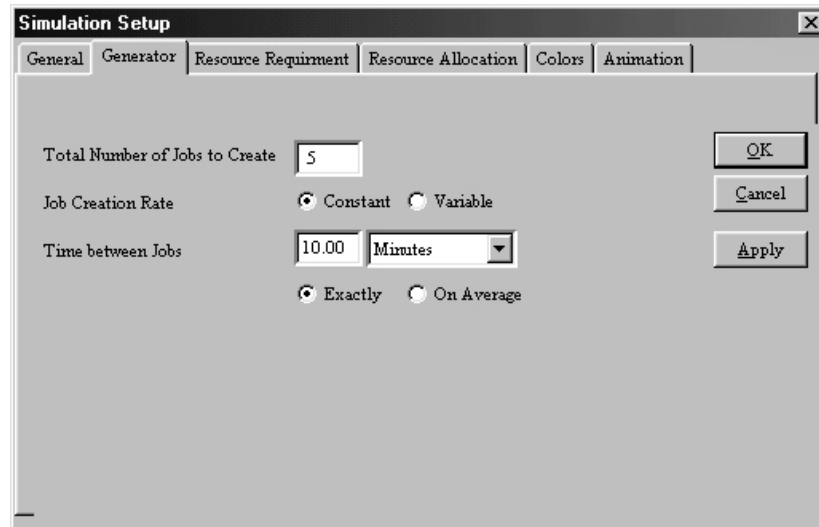 Simulation Setup
General Generator Resource Requirment Resource Allocation Colors Animation
Total Number of Jobs to Create 5
OK
Job Creation Rate Constant Variable
Cancel
Time between Jobs 10.00 Minutes
Apply
Exactly On Average